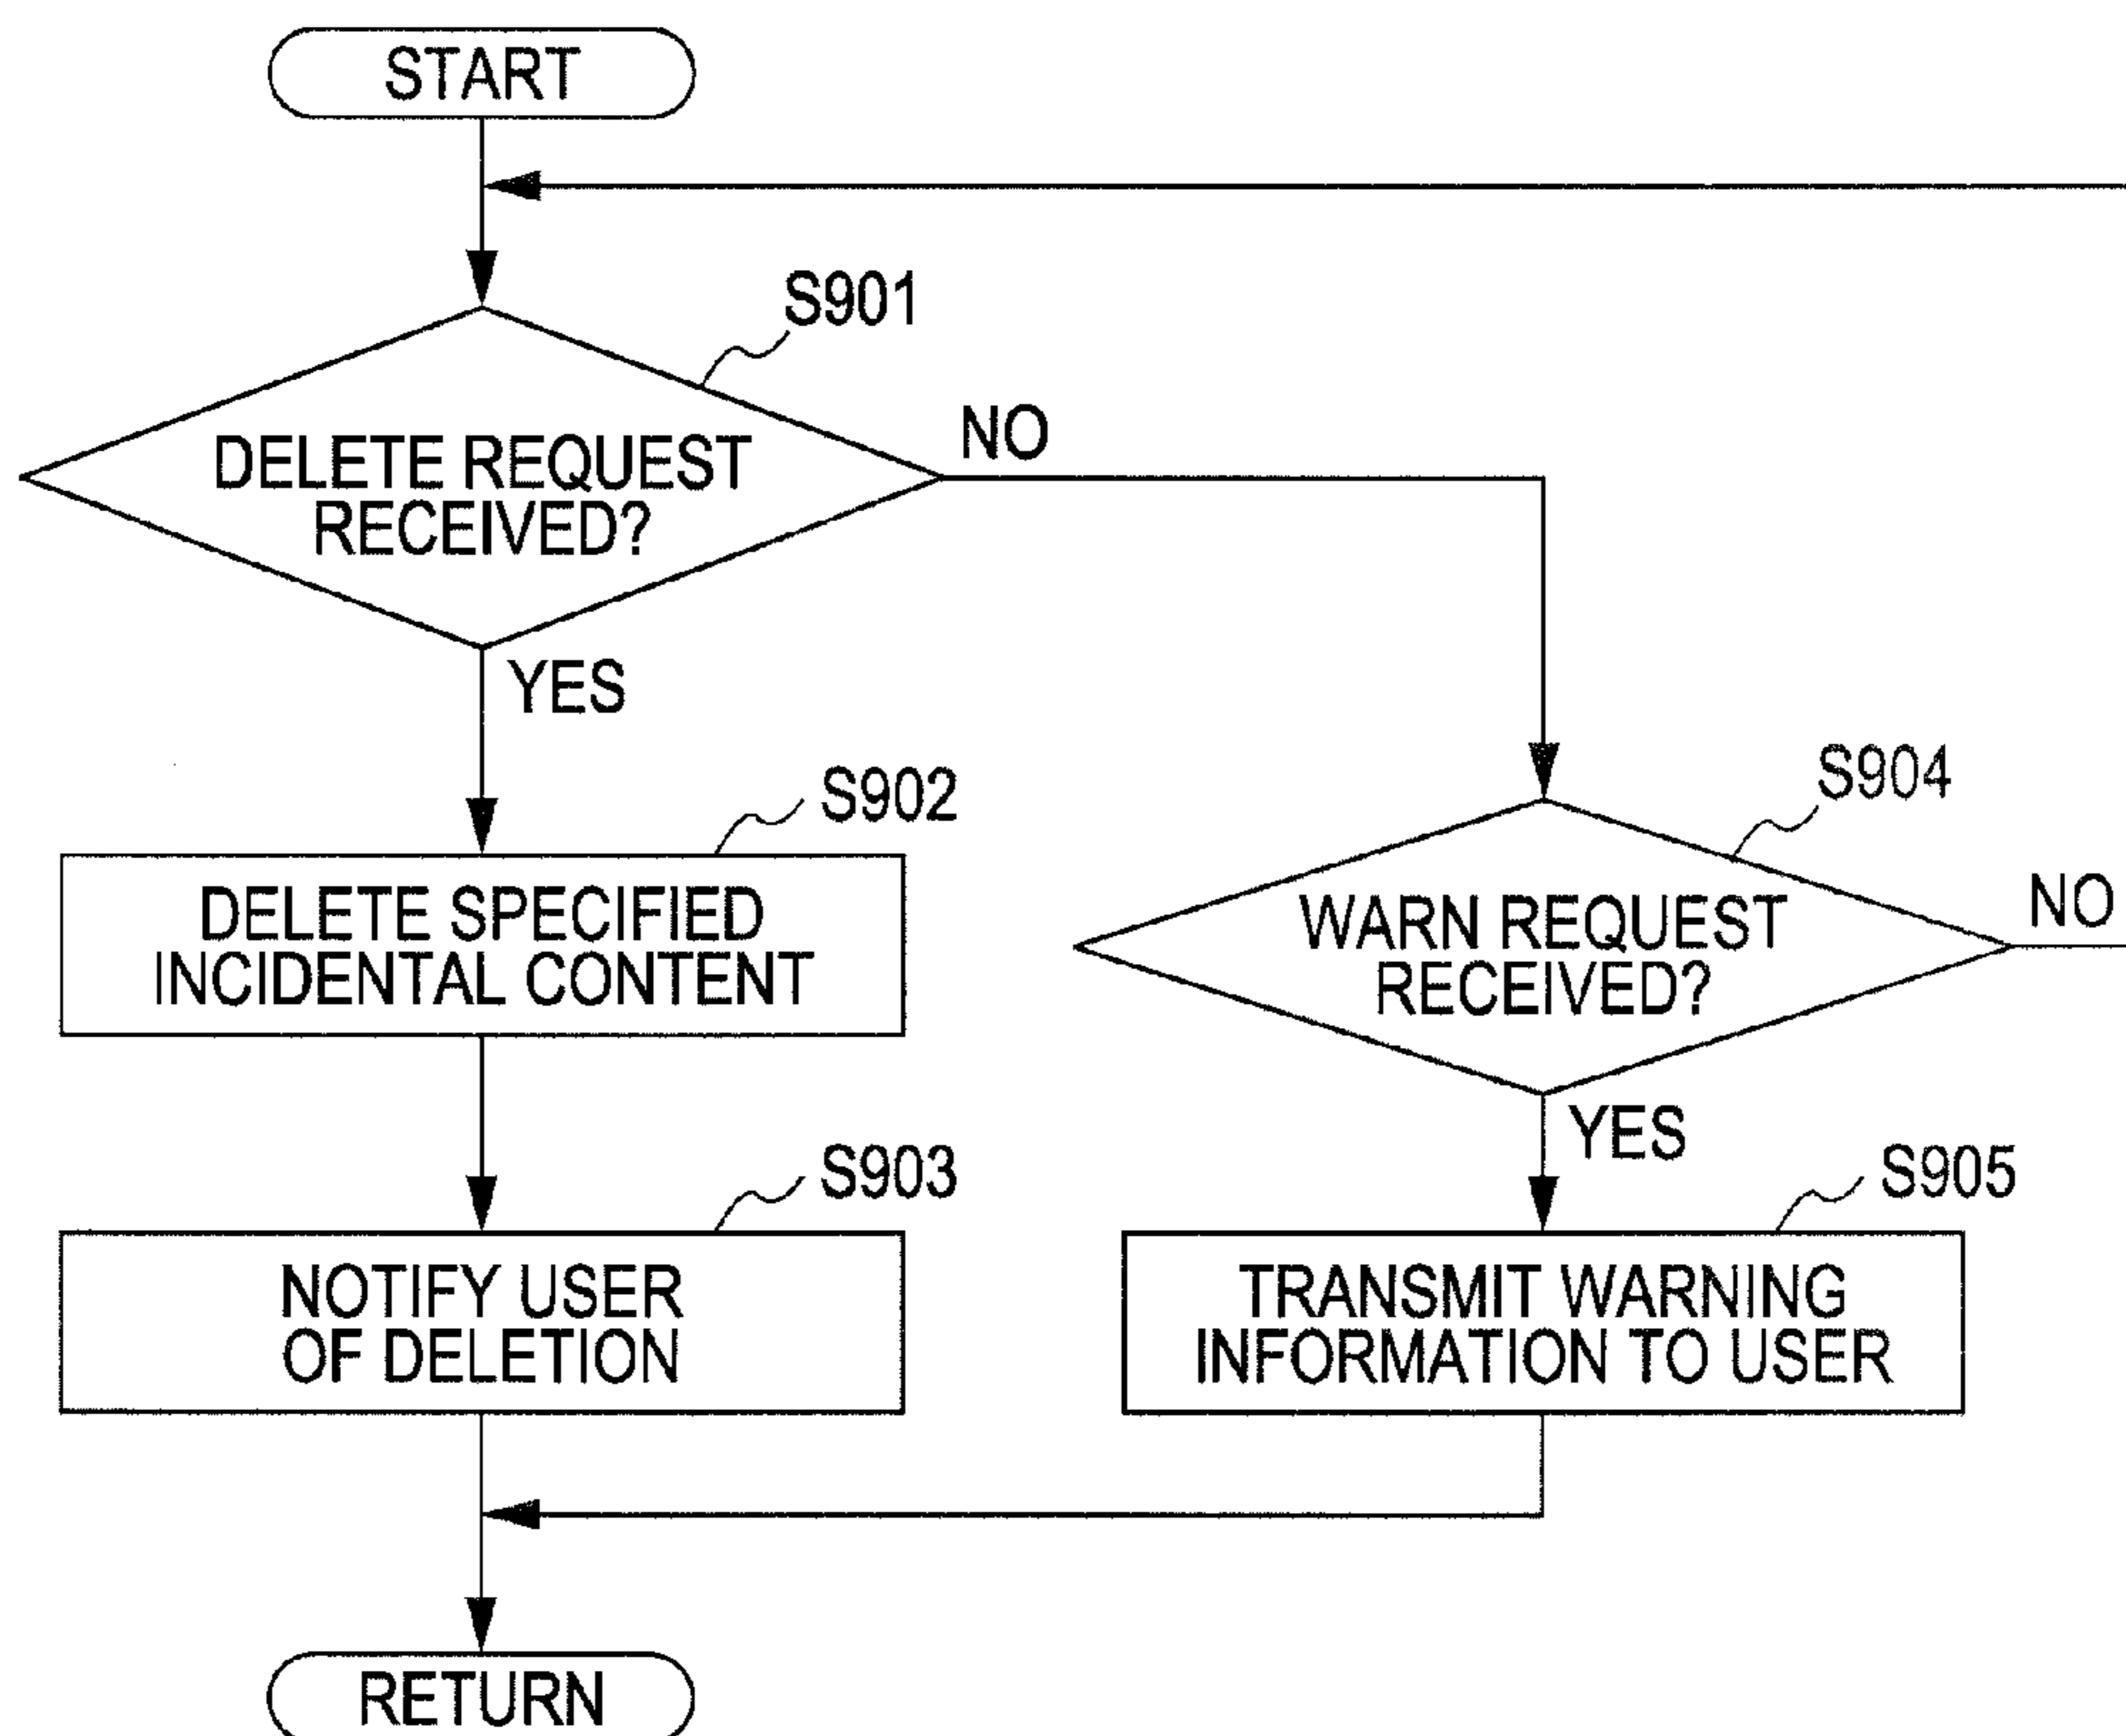 START
S901
DELETE REQUEST
RECEIVED?
NO
YES
S902
DELETE SPECIFIED
INCIDENTAL CONTENT
S903
NOTIFY USER
OF DELETION
S904
WARN REQUEST
RECEIVED?
NO
YES
S905
TRANSMIT WARNING
INFORMATION TO USER
RETURN